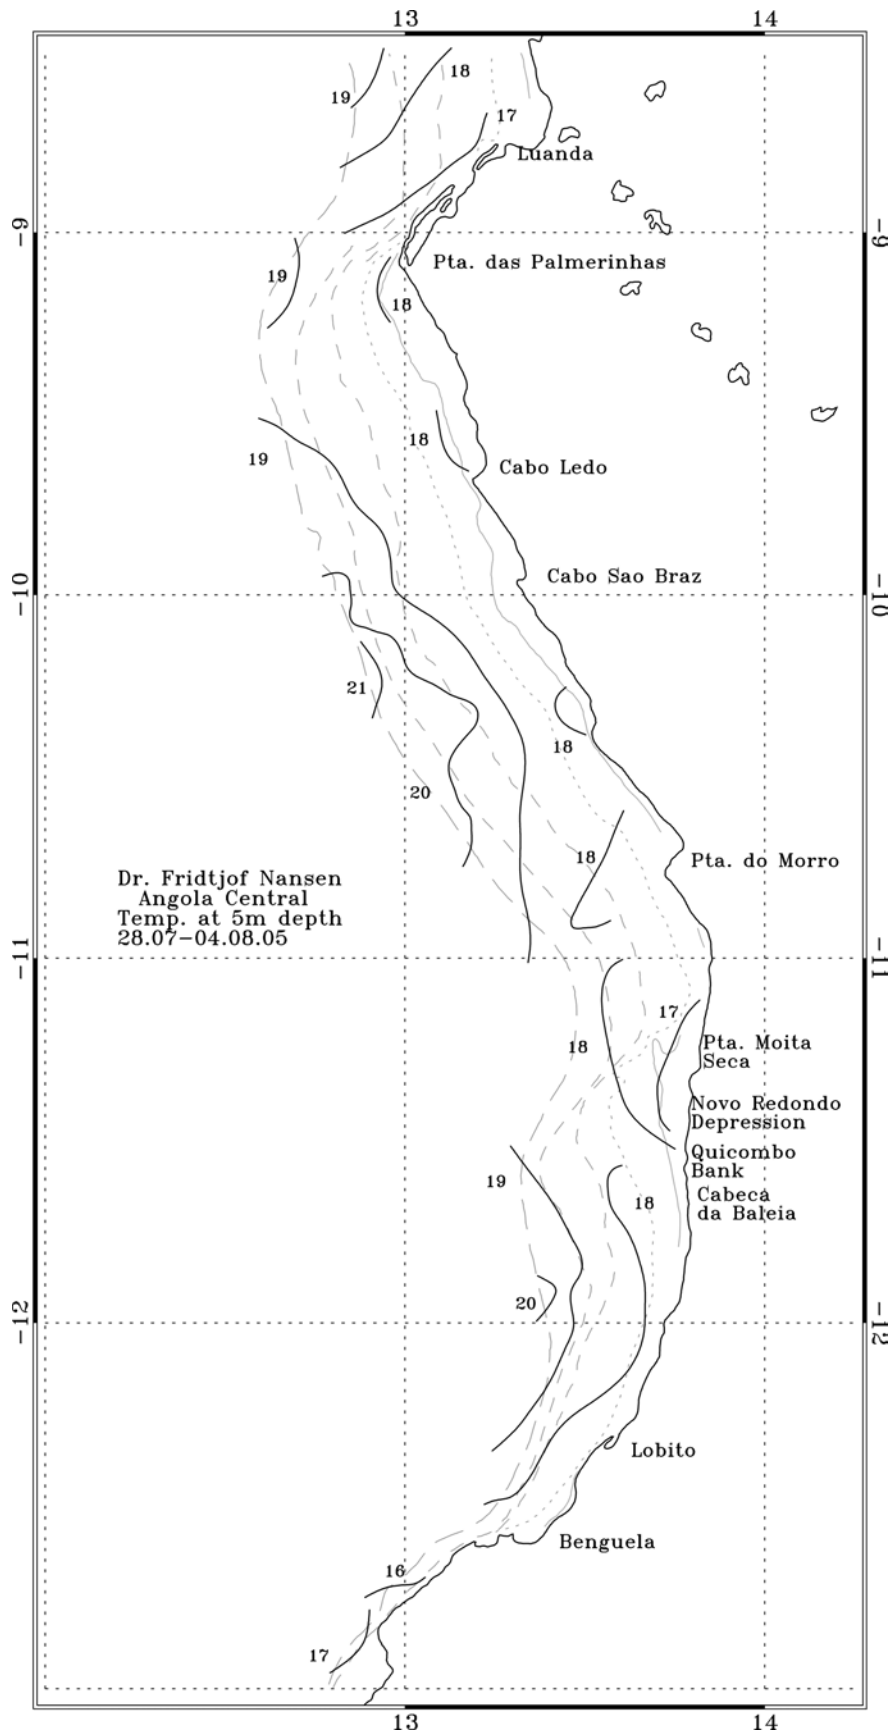 13 14
18
19
17
Luanda
-9 -9
Pta. das Palmerinhas
19
18
18
19
Cabo Ledo
Cabo Sao Braz
-10 -10
21
18
20
18
Pta. do Morro
Dr. Fridtjof Nansen
Angola Central
Temp. at 5m depth
28.07-04.08.05
-11 -11
17
18
Pta. Moita
Seca
Novo Redondo
Depression
Quicombo
Bank
19
18
Cabeca
da Baleia
20
-12 -12
Lobito
Benguela
16
17
13 14